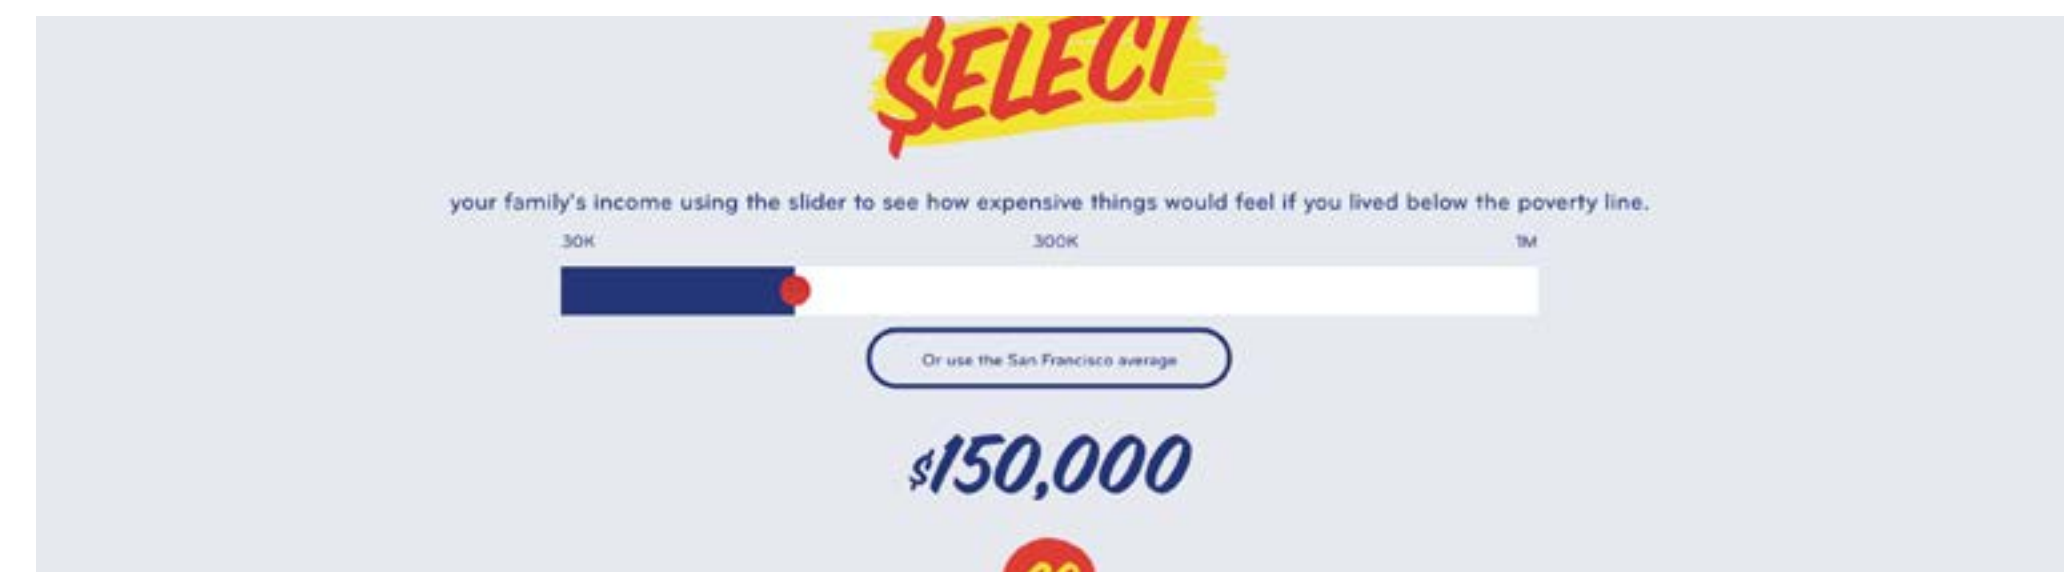 $ELECT
your family's income using the slider to see how expensive things would feel if you lived below the poverty line.
30K 300K 1M
Or use the San Francisco average
$150,000